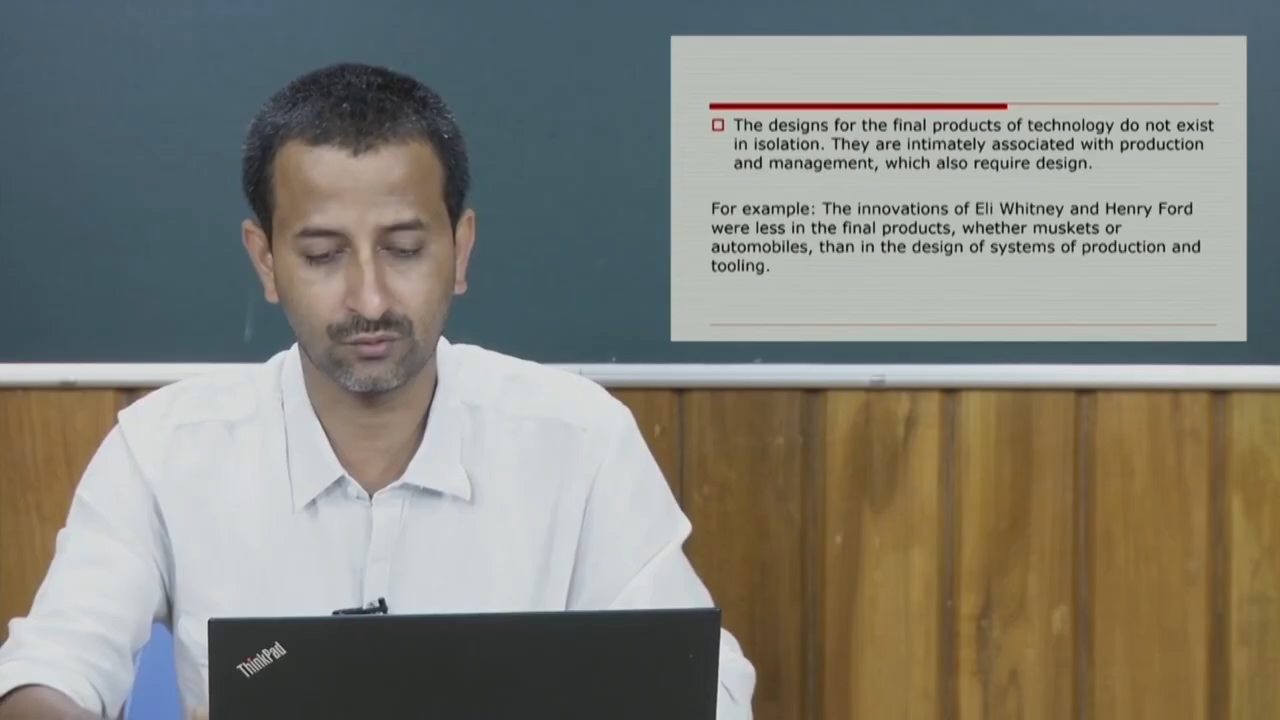 The designs for the final products of technology do not exist
in isolation. They are intimately associated with production
and management, which also require design.
For example: The innovations of Eli Whitney and Henry Ford
were less in the final products, whether muskets or
automobiles, than in the design of systems of production and
tooling.
ThinkPad